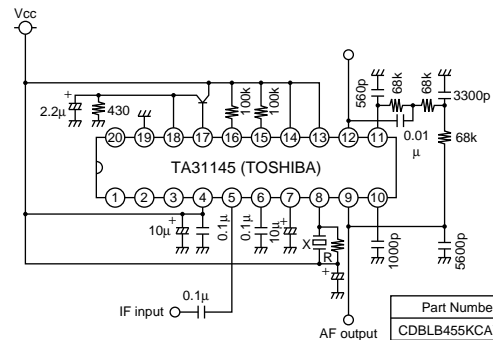 Vcc
2.2μ
430
100k
100k
560p
68k
68k
3300p
0.01
μ
68k
20 19 18 17 16 15 14 13 12 11
TA31145 (TOSHIBA)
1 2 3 4 5 6 7 8 9 10
10μ
0.1μ
0.1μ
10μ
X
R
1000p
5600p
+
+
+
+
0.1μ
IF input
AF output
Part Numbe
CDBLB455KCA